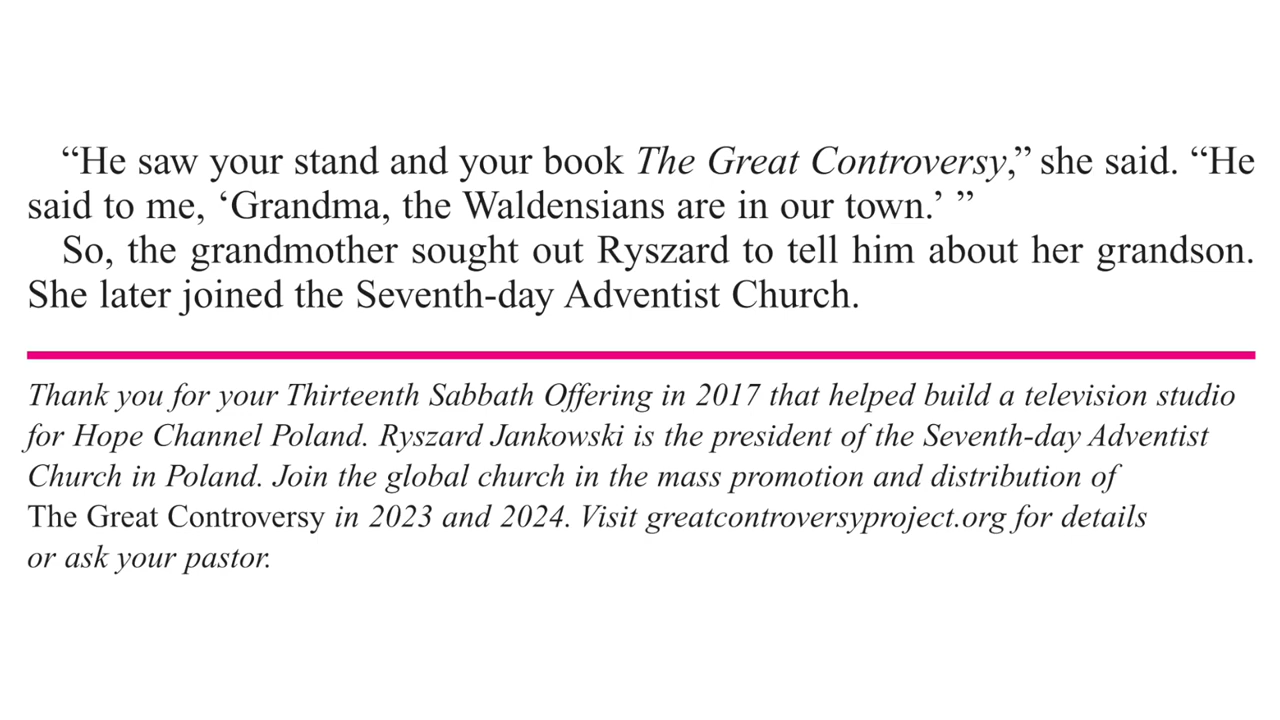 “He saw your stand and your book The Great Controversy,” she said. “He
said to me, ‘Grandma, the Waldensians are in our town.’ ”
So, the grandmother sought out Ryszard to tell him about her grandson.
She later joined the Seventh-day Adventist Church.
Thank you for your Thirteenth Sabbath Offering in 2017 that helped build a television studio
for Hope Channel Poland. Ryszard Jankowski is the president of the Seventh-day Adventist
Church in Poland. Join the global church in the mass promotion and distribution of
The Great Controversy in 2023 and 2024. Visit greatcontroversyproject.org for details
or ask your pastor.